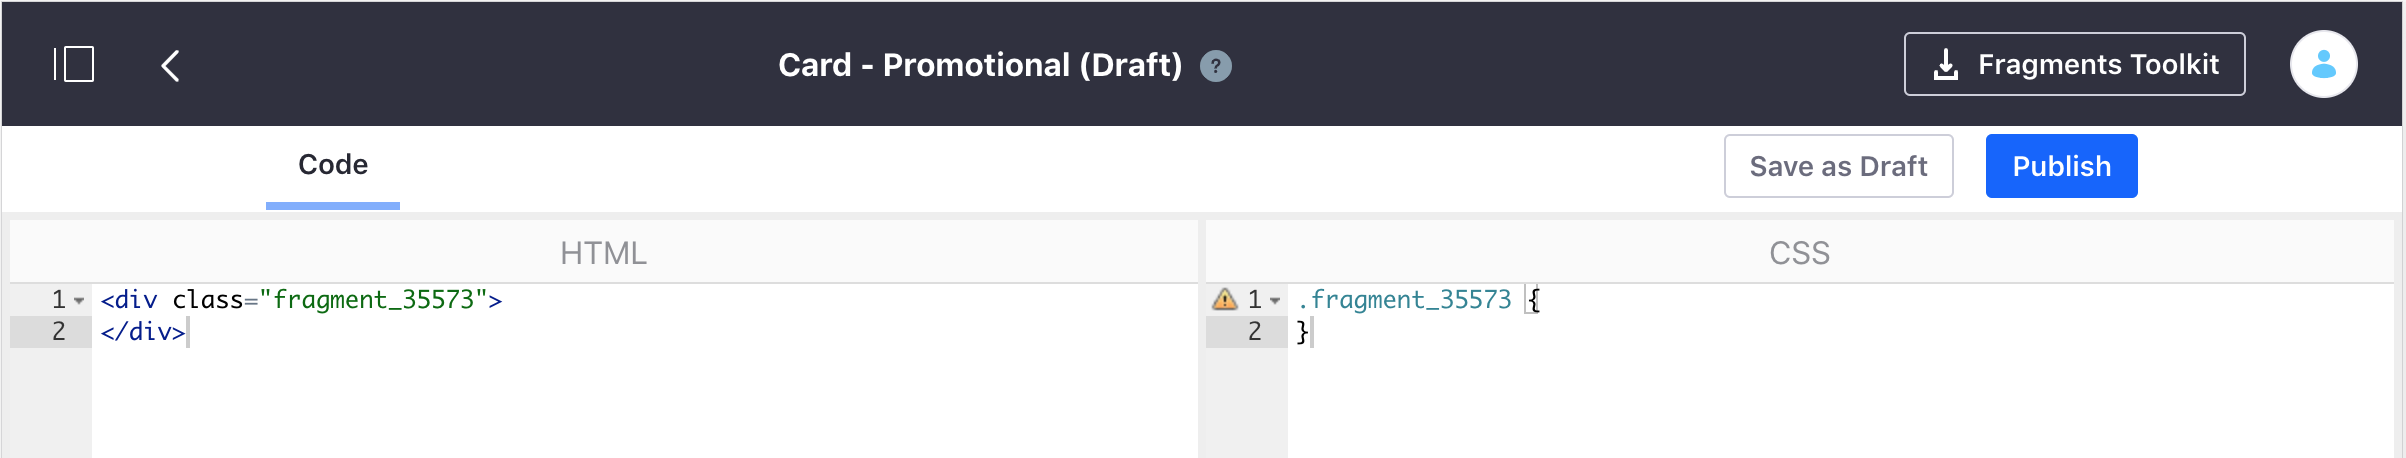 Card - Promotional (Draft) ?
Fragments Toolkit
Code
Save as Draft
Publish
HTML
1 <div class="fragment_35573">
2 </div>
CSS
1 .fragment_35573 {
2 }